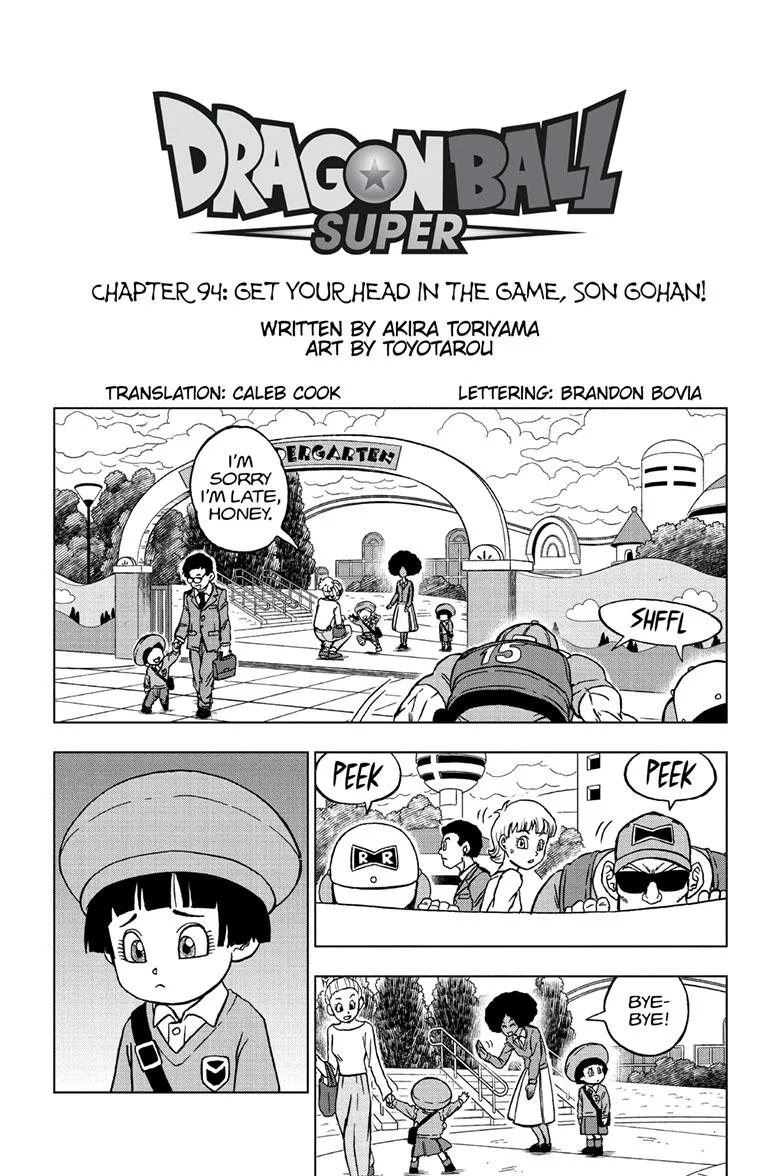 DRAGON BALL
SUPER
CHAPTER 94: GET YOUR HEAD IN THE GAME, SON GOHAN!
WRITTEN BY AKIRA TORIYAMA
ART BY TOYOTAROU
TRANSLATION: CALEB COOK
LETTERING: BRANDON BOVIA
I'M
SORRY
I'M LATE,
HONEY.
DERGARTEN
SHFFL
15
PEEK
PEEK
RR
BYE-
BYE!